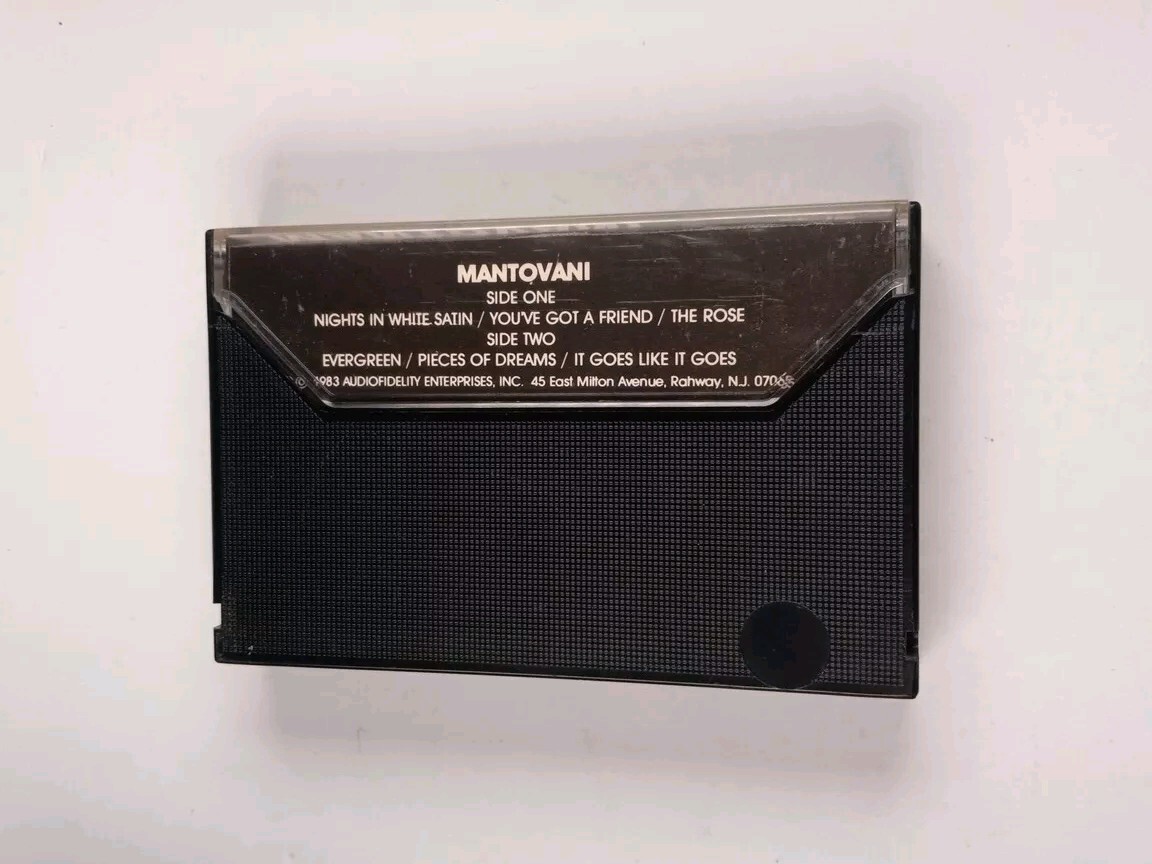 MANTOVANI
SIDE ONE
NIGHTS IN WHITE SATIN / YOU'VE GOT A FRIEND / THE ROSE
SIDE TWO
EVERGREEN / PIECES OF DREAMS / IT GOES LIKE IT GOES
© 1983 AUDIOFIDELITY ENTERPRISES, INC. 45 East Milton Avenue, Rahway, N.J. 07065